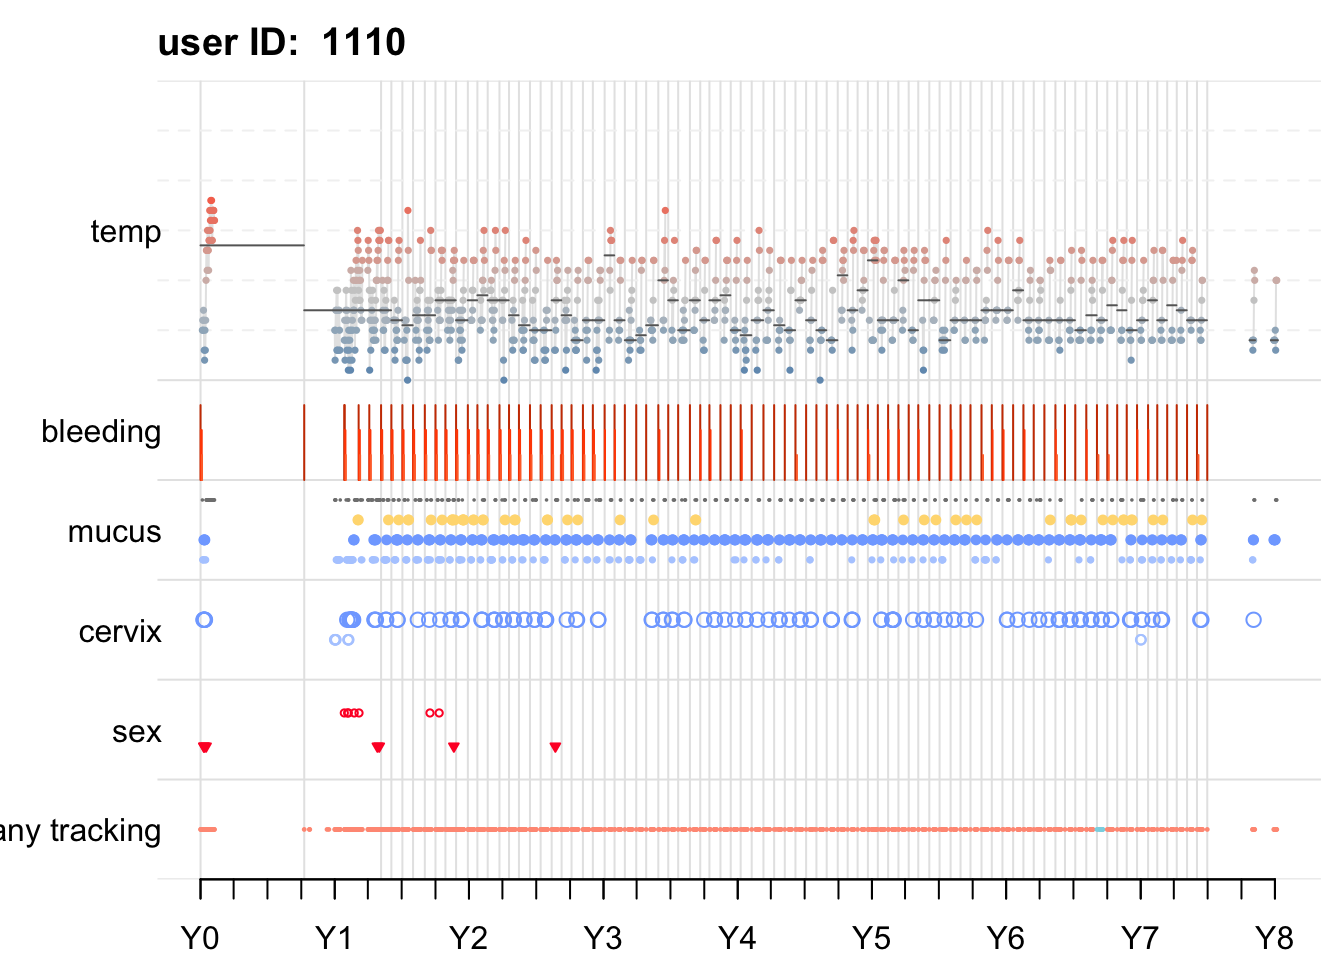 user ID: 1110
temp
bleeding
mucus
cervix
sex
any tracking
Y0 Y1 Y2 Y3 Y4 Y5 Y6 Y7 Y8